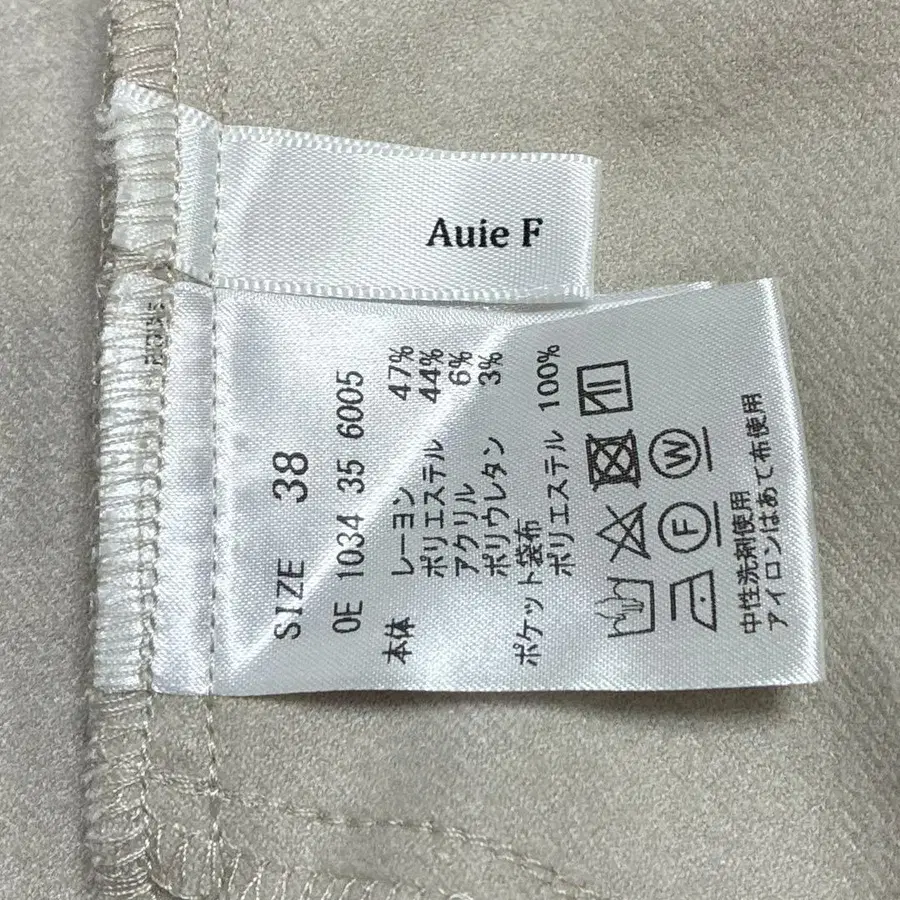 Auie F
SIZE 38
0E 1034 35 6005
本体 レーヨン 47%
ポリエステル 44%
アクリル 6%
ポリウレタン 3%
ポケット袋布
ポリエステル 100%
W
F
中性洗剤使用
アイロンはあて布使用